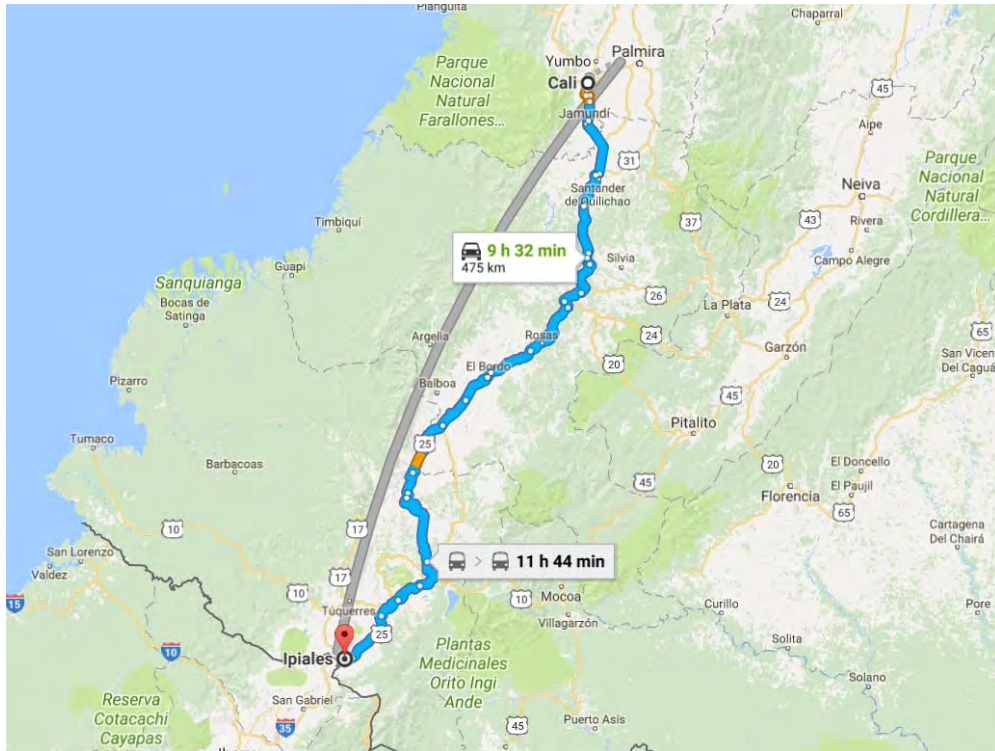 Planguita
Chaparral
Yumbo
Palmira
Cali
Parque
Nacional
Natural
Farallones...
Jamundí
45
Aipe
31
Parque
Nacional
Natural
Cordillera...
Santander
de Quilichao
Neiva
Timbiquí
37
43
Rivera
9 h 32 min
475 km
Silvia
Campo Alegre
Guapi
Sanquianga
Bocas de
Satinga
26
La Plata
24
Argelia
Rosas
24
Garzón
65
20
El Bordo
San Vicen
Del Cagua
Balboa
Pizarro
45
Pitalito
Tumaco
25
Barbacoas
20
El Doncello
45
El Paujil
Florencia
65
10
17
Cartagena
Del Chairá
San Lorenzo
Valdez
11 h 44 min
17
15
10
10
Mocoa
Curillo
Pore
Túquerres
Villagarzón
25
Solita
10
Ipiales
Plantas
Medicinales
Orito Ingi
Ande
Solano
Reserva
Cotacachi
Cayapas
San Gabriel
35
45
Puerto Asís